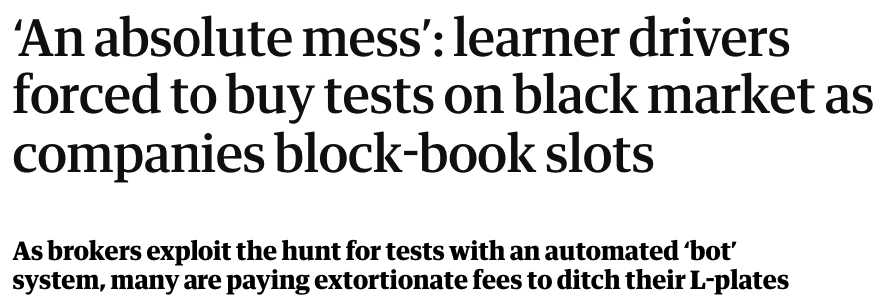 ‘An absolute mess’: learner drivers
forced to buy tests on black market as
companies block-book slots
As brokers exploit the hunt for tests with an automated ‘bot’
system, many are paying extortionate fees to ditch their L-plates